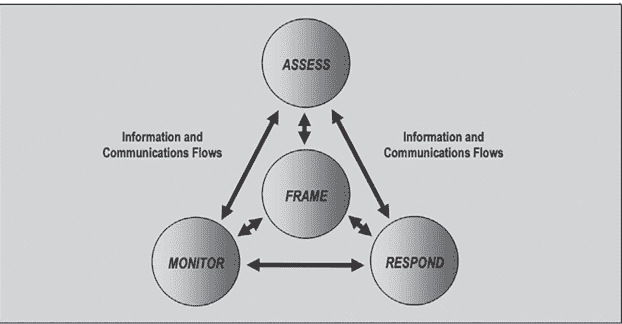 ASSESS
Information and
Communications Flows
Information and
Communications Flows
FRAME
MONITOR
RESPOND